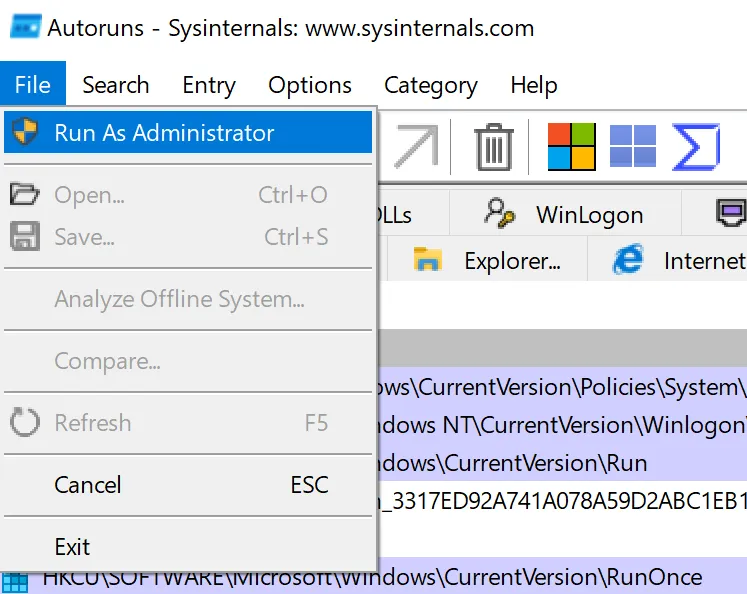 Autoruns - Sysinternals: www.sysinternals.com
File Search Entry Options Category Help
Run As Administrator
Open... Ctrl+O
DLLs WinLogon
Save... Ctrl+S
Explorer... Internet
Analyze Offline System...
Compare...
ows\CurrentVersion\Policies\System\
Refresh F5
ndows NT\CurrentVersion\Winlogon\
ndows\CurrentVersion\Run
Cancel ESC
_3317ED92A741A078A59D2ABC1EB1
Exit
HKCU\SOFTWARE\Microsoft\Windows\CurrentVersion\RunOnce